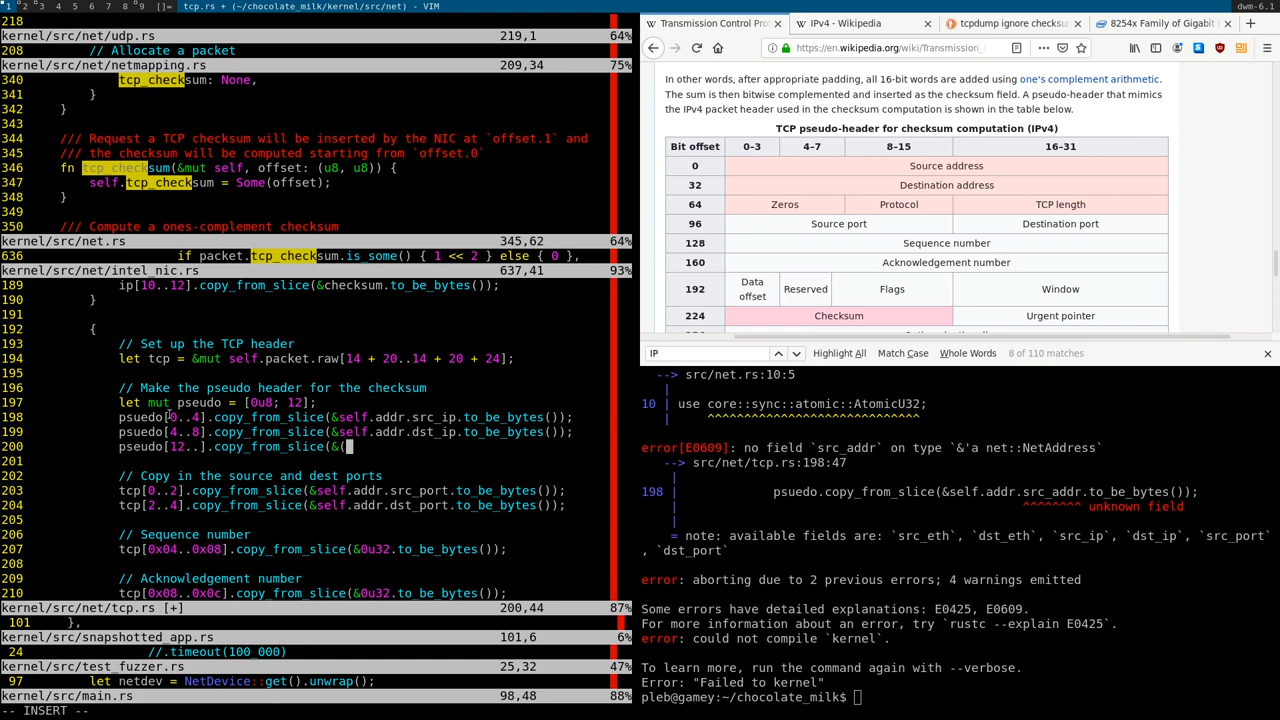 1 2 3 4 5 6 7 8 9 []= tcp.rs + (~/chocolate_milk/kernel/src/net) - VIM
dwm-6.1
218
kernel/src/net/udp.rs 219,1 64%
208 // Allocate a packet
kernel/src/net/netmapping.rs 209,34 75%
340 tcp_checksum: None,
341 }
342 }
343
344 /// Request a TCP checksum will be inserted by the NIC at `offset.1` and
345 /// the checksum will be computed starting from `offset.0`
346 fn tcp_checksum(&mut self, offset: (u8, u8)) {
347 self.tcp_checksum = Some(offset);
348 }
349
350 /// Compute a ones-complement checksum
kernel/src/net.rs 345,62 64%
636 if packet.tcp_checksum.is_some() { 1 << 2 } else { 0 },
kernel/src/intel_nic.rs 637,41 93%
189 ip[10..12].copy_from_slice(&checksum.to_be_bytes());
190 }
191
192 {
193 // Set up the TCP header
194 let tcp = &mut self.packet.raw[14 + 20..14 + 20 + 24];
195
196 // Make the pseudo header for the checksum
197 let mut pseudo = [0u8; 12];
198 psuedo[0..4].copy_from_slice(&self.addr.src_ip.to_be_bytes());
199 psuedo[4..8].copy_from_slice(&self.addr.dst_ip.to_be_bytes());
200 pseudo[12..].copy_from_slice(&(
201
202 // Copy in the source and dest ports
203 tcp[0..2].copy_from_slice(&self.addr.src_port.to_be_bytes());
204 tcp[2..4].copy_from_slice(&self.addr.dst_port.to_be_bytes());
205
206 // Sequence number
207 tcp[0x04..0x08].copy_from_slice(&0u32.to_be_bytes());
208
209 // Acknowledgement number
210 tcp[0x08..0x0c].copy_from_slice(&0u32.to_be_bytes());
kernel/src/net/tcp.rs [+] 200,44 87%
101 },
kernel/src/snapshotted_app.rs 101,6 6%
24 //.timeout(100_000)
kernel/src/test_fuzzer.rs 25,32 47%
97 let netdev = NetDevice::get().unwrap();
kernel/src/main.rs 98,48 88%
-- INSERT --
Transmission Control Pro
IPv4 - Wikipedia
tcpdump ignore checksu
8254x Family of Gigabit
https://en.wikipedia.org/wiki/Transmission_
In other words, after appropriate padding, all 16-bit words are added using one's complement arithmetic.
The sum is then bitwise complemented and inserted as the checksum field. A pseudo-header that mimics
the IPv4 packet header used in the checksum computation is shown in the table below.
TCP pseudo-header for checksum computation (IPv4)
Bit offset 0–3 4–7 8–15 16–31
0 Source address
32 Destination address
64 Zeros Protocol TCP length
96 Source port Destination port
128 Sequence number
160 Acknowledgement number
192 Data offset Reserved Flags Window
224 Checksum Urgent pointer
IP Highlight All Match Case Whole Words 8 of 110 matches
--> src/net.rs:10:5
|
10 | use core::sync::atomic::AtomicU32;
| ^^^^^^^^^^^^^^^^^^^^^^^^^^^^^
error[E0609]: no field `src_addr` on type `&'a net::NetAddress`
--> src/net/tcp.rs:198:47
|
198 | psuedo.copy_from_slice(&self.addr.src_addr.to_be_bytes());
| ^^^^^^^^ unknown field
|
= note: available fields are: `src_eth`, `dst_eth`, `src_ip`, `dst_ip`, `src_port`
, `dst_port`
error: aborting due to 2 previous errors; 4 warnings emitted
Some errors have detailed explanations: E0425, E0609.
For more information about an error, try `rustc --explain E0425`.
error: could not compile `kernel`.
To learn more, run the command again with --verbose.
Error: "Failed to kernel"
pleb@gamey:~/chocolate_milk$